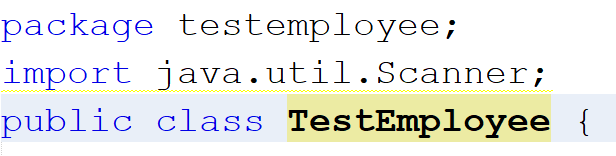 package testemployee;
import java.util.Scanner;
public class TestEmployee {